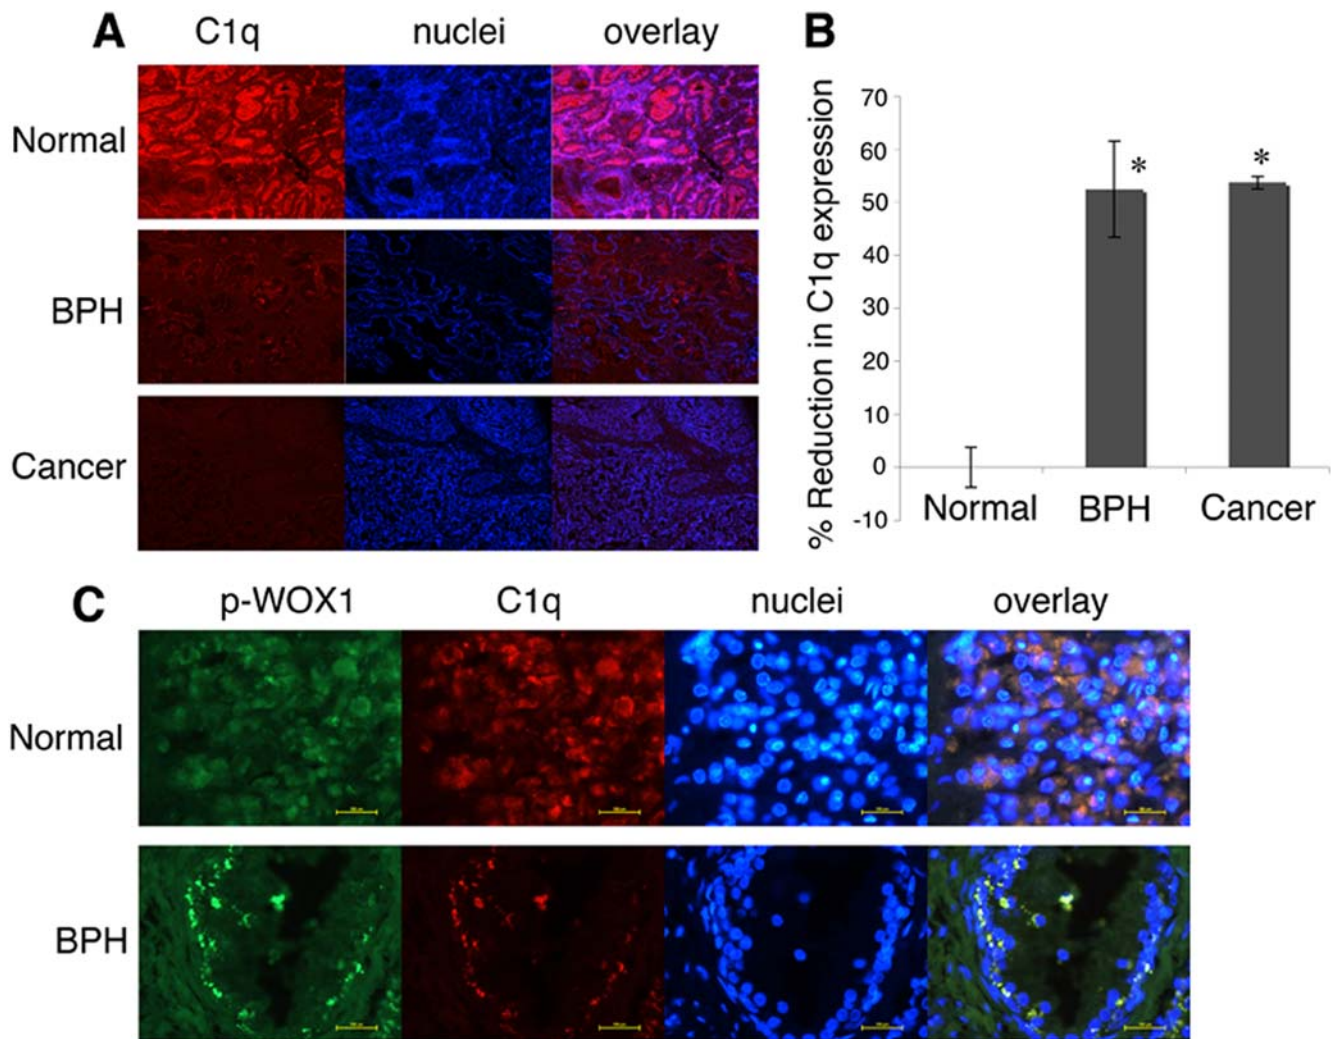 A
C1q nuclei overlay
Normal
BPH
Cancer
B
% Reduction in C1q expression
70
60
50
40
30
20
10
0
-10
*
*
Normal BPH Cancer
C
p-WOX1 C1q nuclei overlay
Normal
BPH